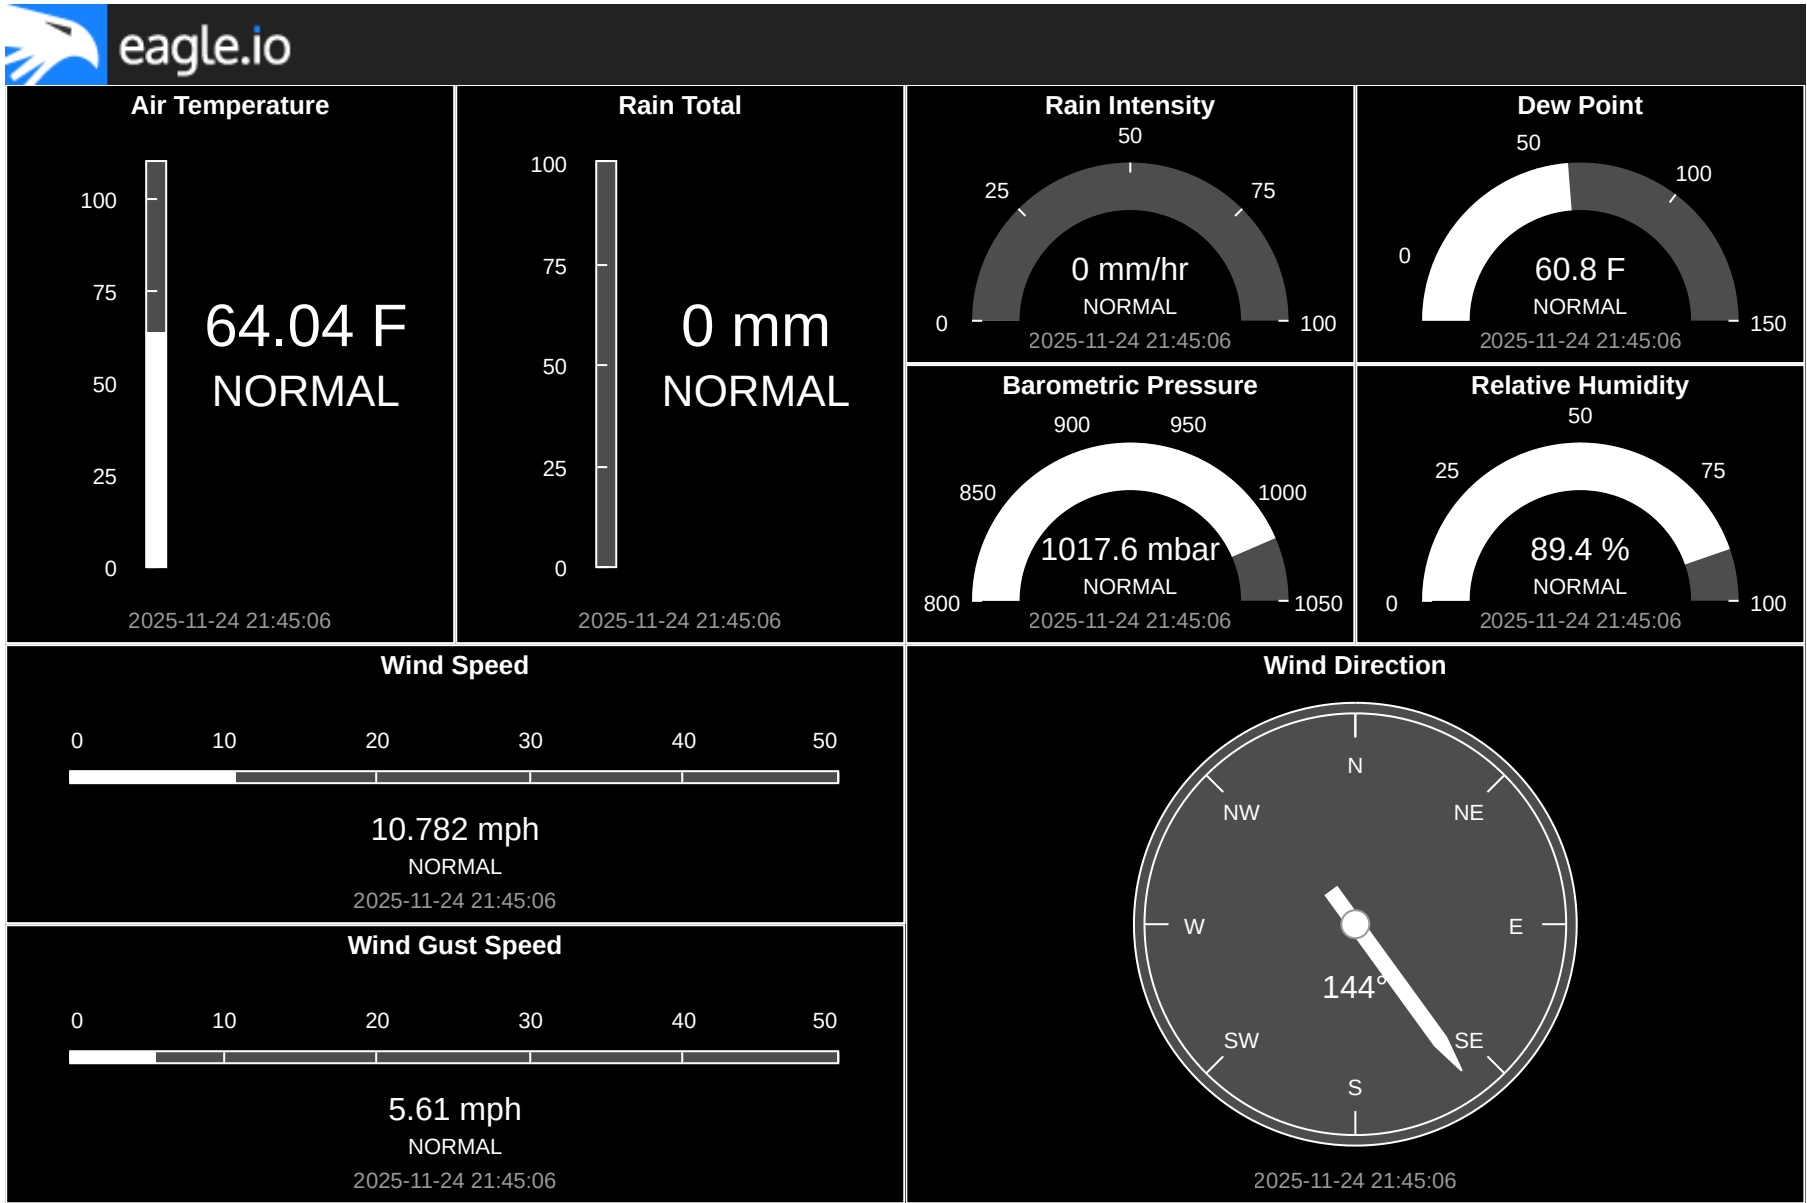 eagle.io
Air Temperature
100
75
50
25
0
64.04 F
NORMAL
2025-11-24 21:45:06
Rain Total
100
75
50
25
0
0 mm
NORMAL
2025-11-24 21:45:06
Rain Intensity
0
25
50
75
100
0 mm/hr
NORMAL
2025-11-24 21:45:06
Dew Point
0
50
100
150
60.8 F
NORMAL
2025-11-24 21:45:06
Barometric Pressure
800
850
900
950
1000
1050
1017.6 mbar
NORMAL
2025-11-24 21:45:06
Relative Humidity
0
25
50
75
100
89.4 %
NORMAL
2025-11-24 21:45:06
Wind Speed
0 10 20 30 40 50
10.782 mph
NORMAL
2025-11-24 21:45:06
Wind Gust Speed
0 10 20 30 40 50
5.61 mph
NORMAL
2025-11-24 21:45:06
Wind Direction
N
NW NE
W E
144°
SW SE
S
2025-11-24 21:45:06